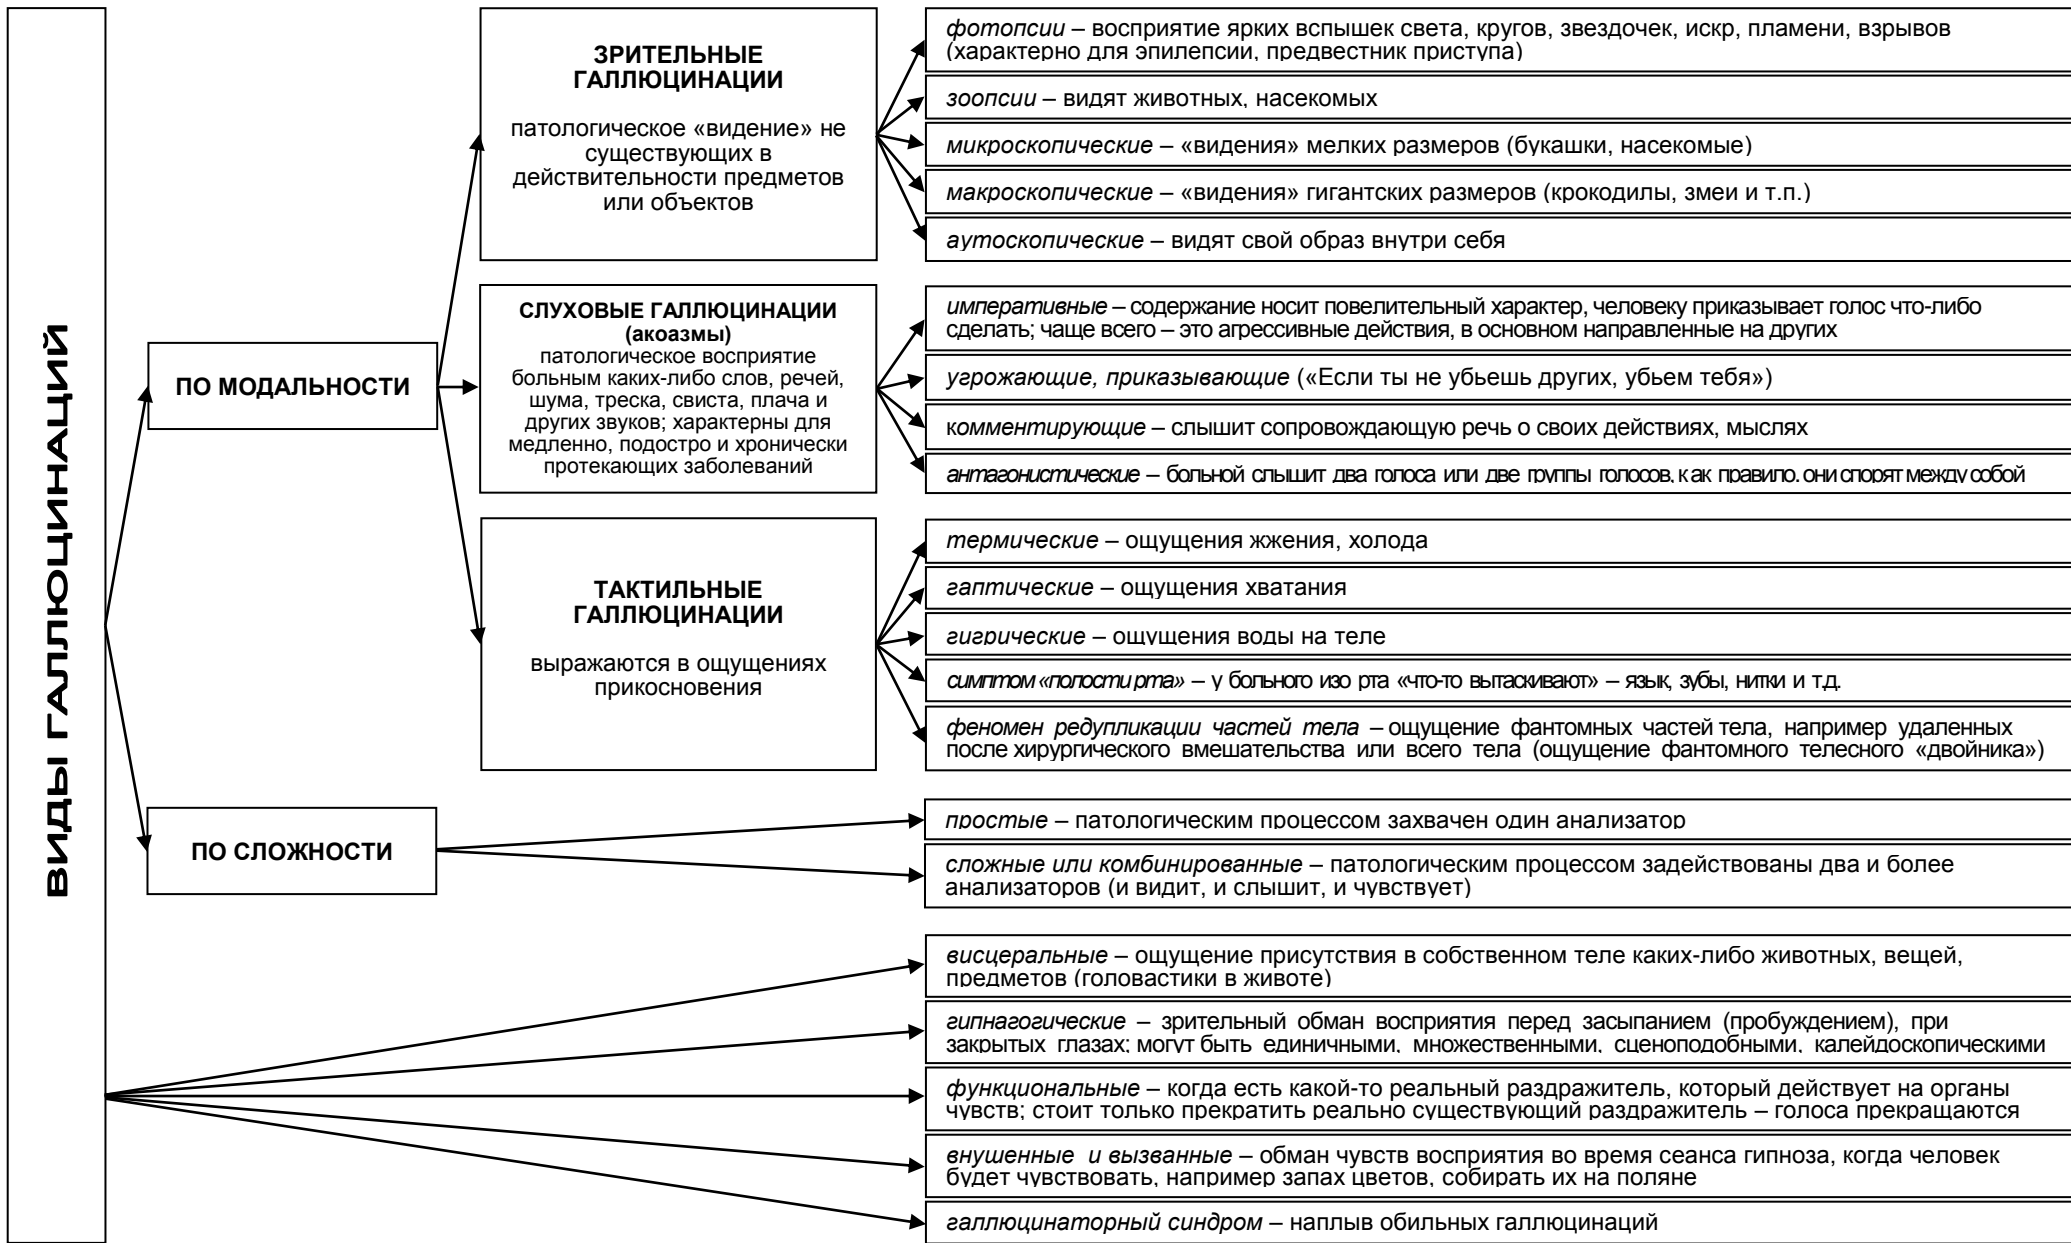 ВИДЫ ГАЛЛЮЦИНАЦИЙ
ПО МОДАЛЬНОСТИ
ЗРИТЕЛЬНЫЕ
ГАЛЛЮЦИНАЦИИ
патологическое «видение» не
существующих в
действительности предметов
или объектов
фотопсии – восприятие ярких вспышек света, кругов, звездочек, искр, пламени, взрывов
(характерно для эпилепсии, предвестник приступа)
зоопсии – видят животных, насекомых
микроскопические – «видения» мелких размеров (букашки, насекомые)
макроскопические – «видения» гигантских размеров (крокодилы, змеи и т.п.)
аутоскопические – видят свой образ внутри себя
СЛУХОВЫЕ ГАЛЛЮЦИНАЦИИ
(акоазмы)
патологическое восприятие
больным каких-либо слов, речей,
шума, треска, свиста, плача и
других звуков; характерны для
медленно, подостро и хронически
протекающих заболеваний
императивные – содержание носит повелительный характер, человеку приказывает голос что-либо
сделать; чаще всего – это агрессивные действия, в основном направленные на других
угрожающие, приказывающие («Если ты не убьешь других, убьем тебя»)
комментирующие – слышит сопровождающую речь о своих действиях, мыслях
антагонистические – больной слышит два голоса или две группы голосов, как правило, они спорят между собой
ТАКТИЛЬНЫЕ
ГАЛЛЮЦИНАЦИИ
выражаются в ощущениях
прикосновения
термические – ощущения жжения, холода
гаптические – ощущения хватания
гигрические – ощущения воды на теле
симптом «полости рта» – у больного изо рта «что-то вытаскивают» – язык, зубы, нитки и т.д.
феномен редупликации частей тела – ощущение фантомных частей тела, например удаленных
после хирургического вмешательства или всего тела (ощущение фантомного телесного «двойника»)
ПО СЛОЖНОСТИ
простые – патологическим процессом захвачен один анализатор
сложные или комбинированные – патологическим процессом задействованы два и более
анализаторов (и видит, и слышит, и чувствует)
висцеральные – ощущение присутствия в собственном теле каких-либо животных, вещей,
предметов (головастики в животе)
гипнагогические – зрительный обман восприятия перед засыпанием (пробуждением), при
закрытых глазах; могут быть единичными, множественными, сценоподобными, калейдоскопическими
функциональные – когда есть какой-то реальный раздражитель, который действует на органы
чувств; стоит только прекратить реально существующий раздражитель – голоса прекращаются
внушенные и вызванные – обман чувств восприятия во время сеанса гипноза, когда человек
будет чувствовать, например запах цветов, собирать их на поляне
галлюцинаторный синдром – наплыв обильных галлюцинаций